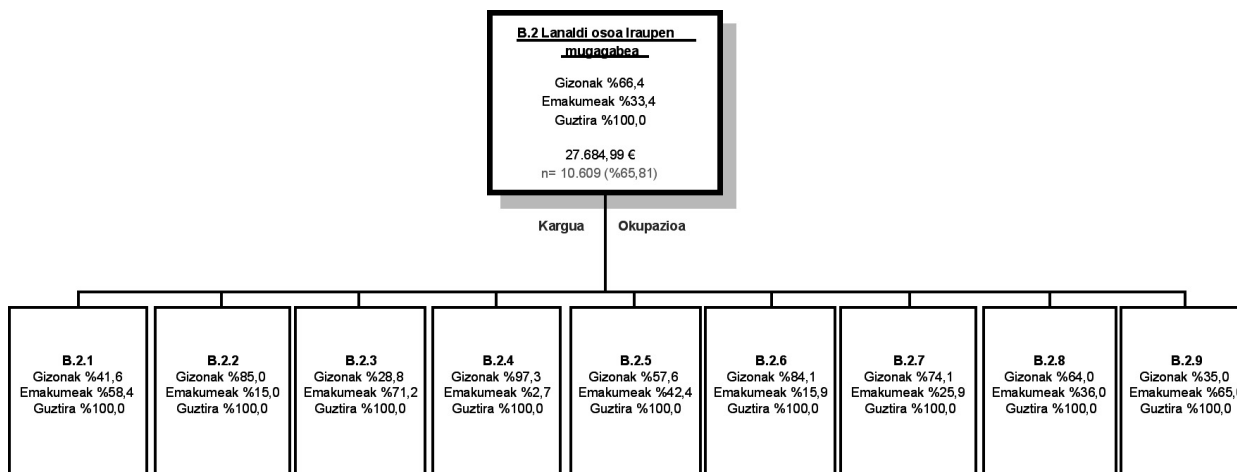 B.2 Lanaldi osoa Iraupen
mugagabea
Gizonak %66,4
Emakumeak %33,4
Guztira %100,0
27.684,99 €
n= 10.609 (%65,81)
Kargua
Okupazioa
B.2.1
Gizonak %41,6
Emakumeak %58,4
Guztira %100,0
B.2.2
Gizonak %85,0
Emakumeak %15,0
Guztira %100,0
B.2.3
Gizonak %28,8
Emakumeak %71,2
Guztira %100,0
B.2.4
Gizonak %97,3
Emakumeak %2,7
Guztira %100,0
B.2.5
Gizonak %57,6
Emakumeak %42,4
Guztira %100,0
B.2.6
Gizonak %84,1
Emakumeak %15,9
Guztira %100,0
B.2.7
Gizonak %74,1
Emakumeak %25,9
Guztira %100,0
B.2.8
Gizonak %64,0
Emakumeak %36,0
Guztira %100,0
B.2.9
Gizonak %35,0
Emakumeak %65,0
Guztira %100,0